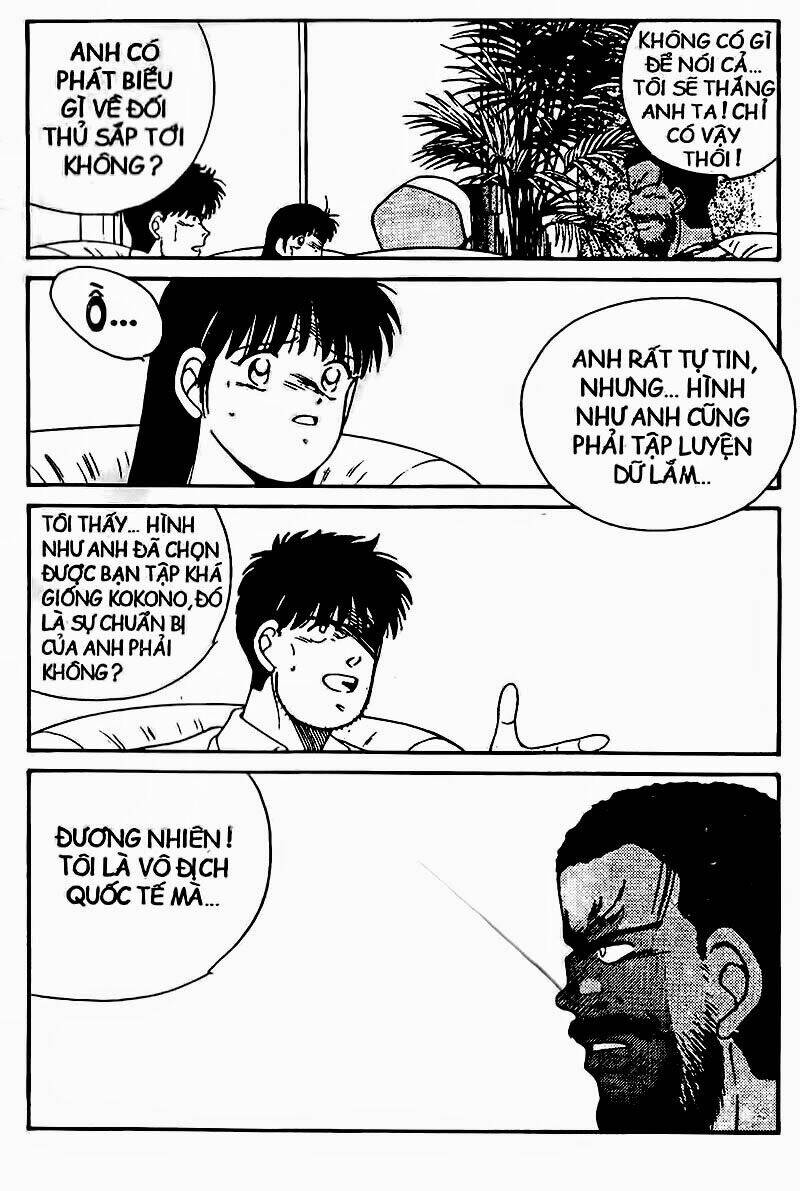 ANH CÓ
PHÁT BIỂU
GÌ VỀ ĐỐI
THỦ SẮP TỚI
KHÔNG?
KHÔNG CÓ GÌ
ĐỂ NÓI CẢ...
TÔI SẼ THẮNG
ANH TA! CHỈ
CÓ VẬY
THÔI!
Ồ...
ANH RẤT TỰ TIN,
NHƯNG... HÌNH
NHƯ ANH CŨNG
PHẢI TẬP LUYỆN
DỮ LẮM...
TÔI THẤY... HÌNH
NHƯ ANH ĐÃ CHỌN
ĐƯỢC BẠN TẬP KHÁ
GIỐNG KOKONO, ĐÓ
LÀ SỰ CHUẨN BỊ
CỦA ANH PHẢI
KHÔNG?
ĐƯƠNG NHIÊN!
TÔI LÀ VÔ ĐỊCH
QUỐC TẾ MÀ...